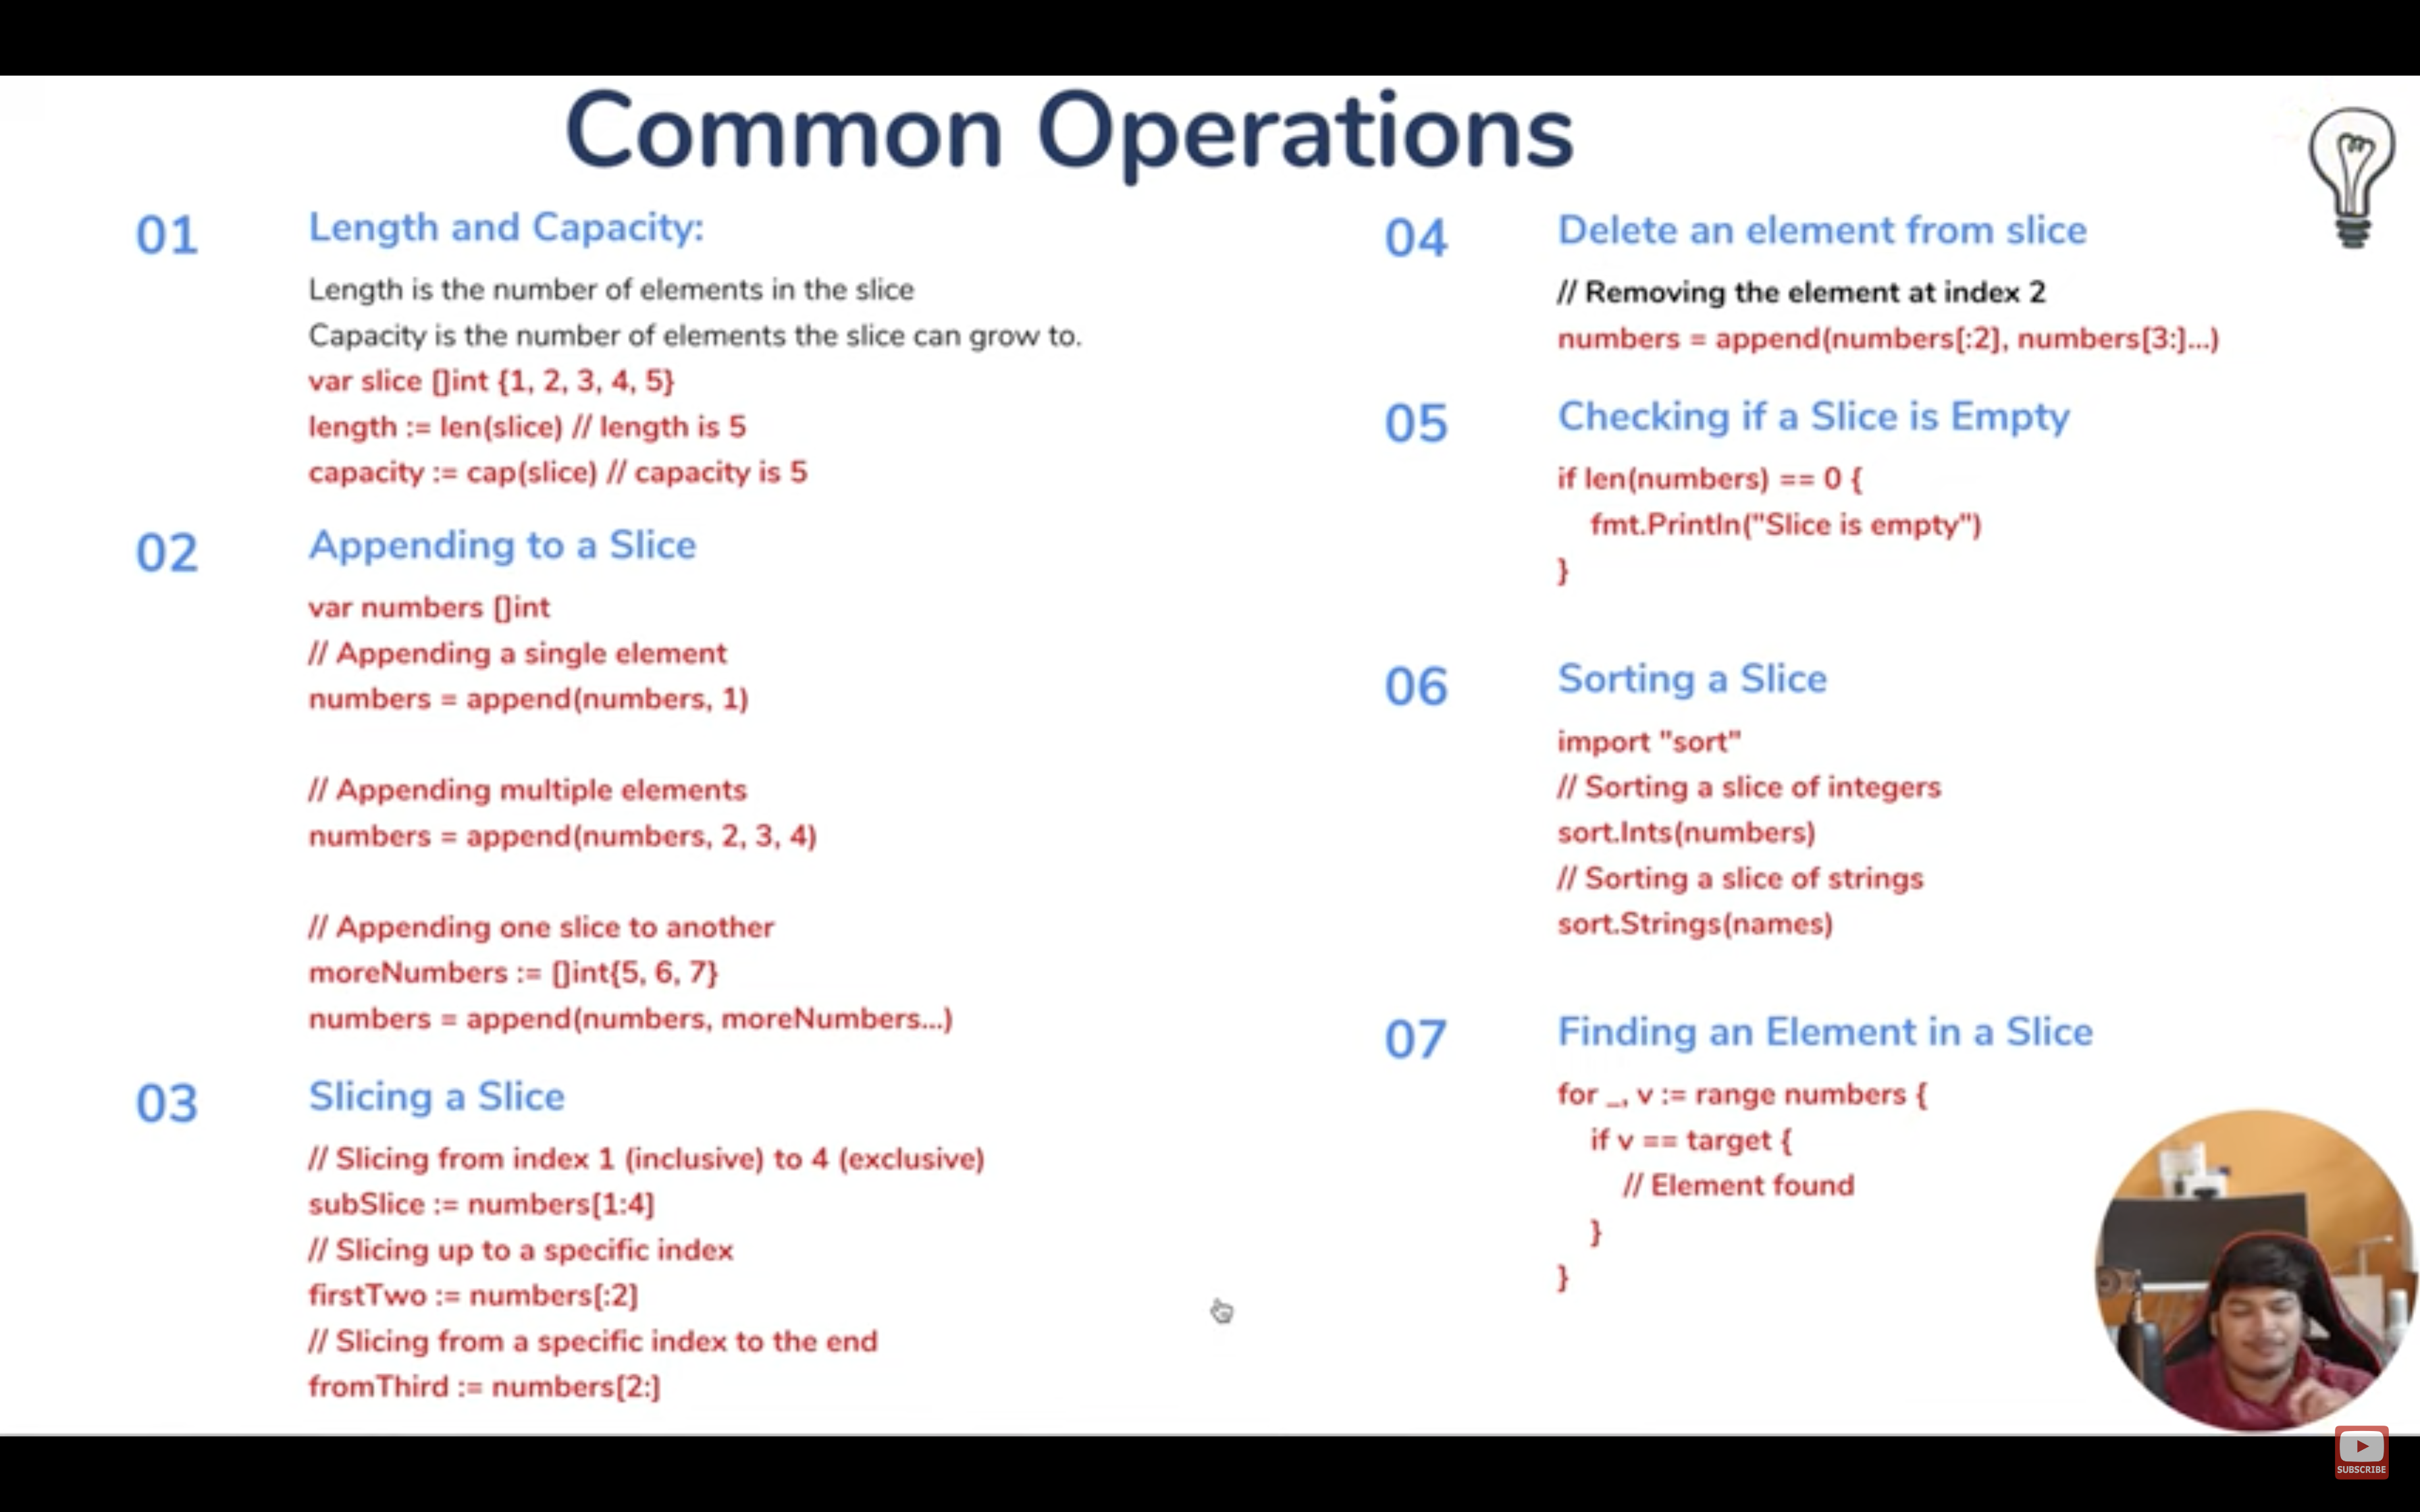 Common Operations
01
Length and Capacity:
Length is the number of elements in the slice
Capacity is the number of elements the slice can grow to.
var slice []int {1, 2, 3, 4, 5}
length := len(slice) // length is 5
capacity := cap(slice) // capacity is 5
02
Appending to a Slice
var numbers []int
// Appending a single element
numbers = append(numbers, 1)
// Appending multiple elements
numbers = append(numbers, 2, 3, 4)
// Appending one slice to another
moreNumbers := []int{5, 6, 7}
numbers = append(numbers, moreNumbers...)
03
Slicing a Slice
// Slicing from index 1 (inclusive) to 4 (exclusive)
subSlice := numbers[1:4]
// Slicing up to a specific index
firstTwo := numbers[:2]
// Slicing from a specific index to the end
fromThird := numbers[2:]
04
Delete an element from slice
// Removing the element at index 2
numbers = append(numbers[:2], numbers[3:]...)
05
Checking if a Slice is Empty
if len(numbers) == 0 {
fmt.Println("Slice is empty")
}
06
Sorting a Slice
import "sort"
// Sorting a slice of integers
sort.Ints(numbers)
// Sorting a slice of strings
sort.Strings(names)
07
Finding an Element in a Slice
for _, v := range numbers {
if v == target {
// Element found
}
}
SUBSCRIBE